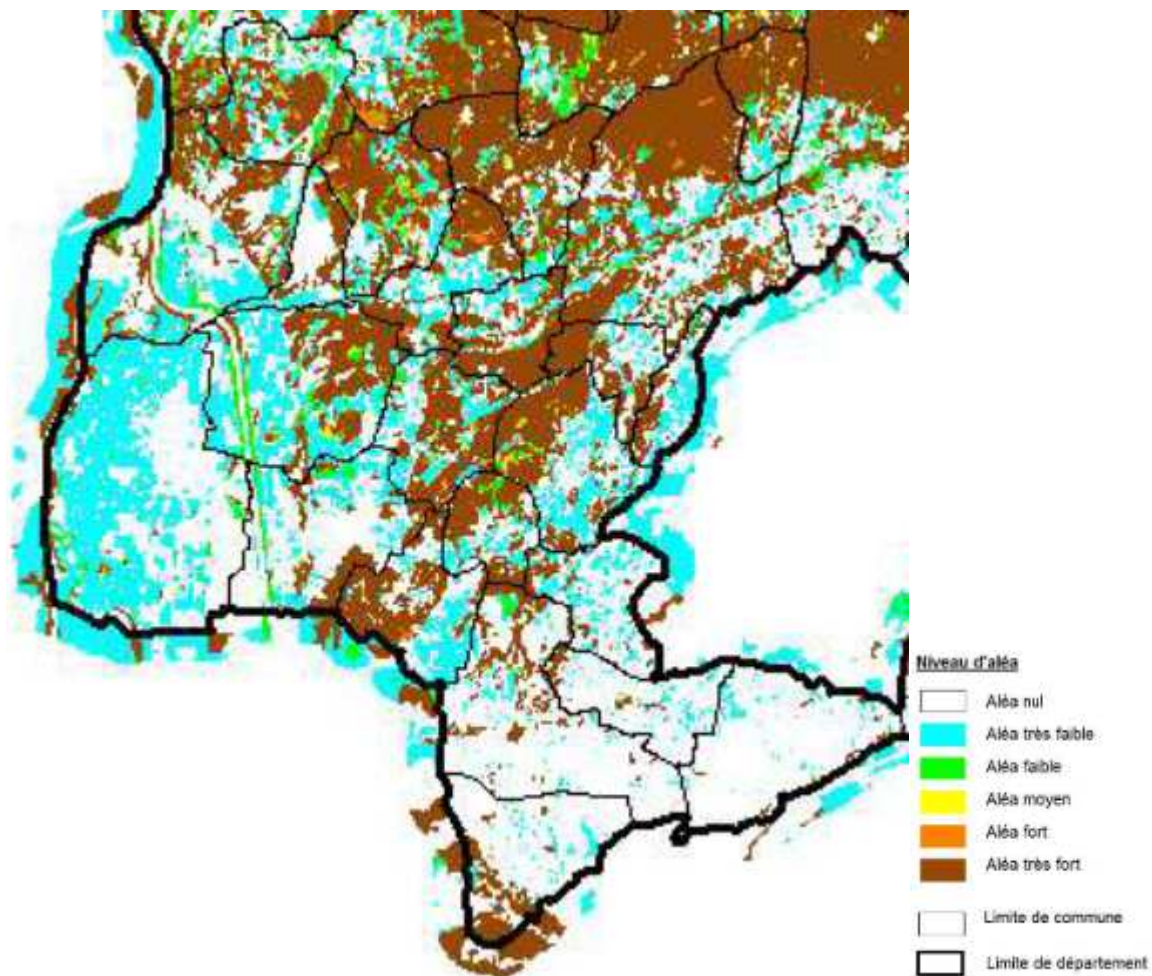 Niveau d'aléa
Aléa nul
Aléa très faible
Aléa faible
Aléa moyen
Aléa fort
Aléa très fort
Limite de commune
Limite de département